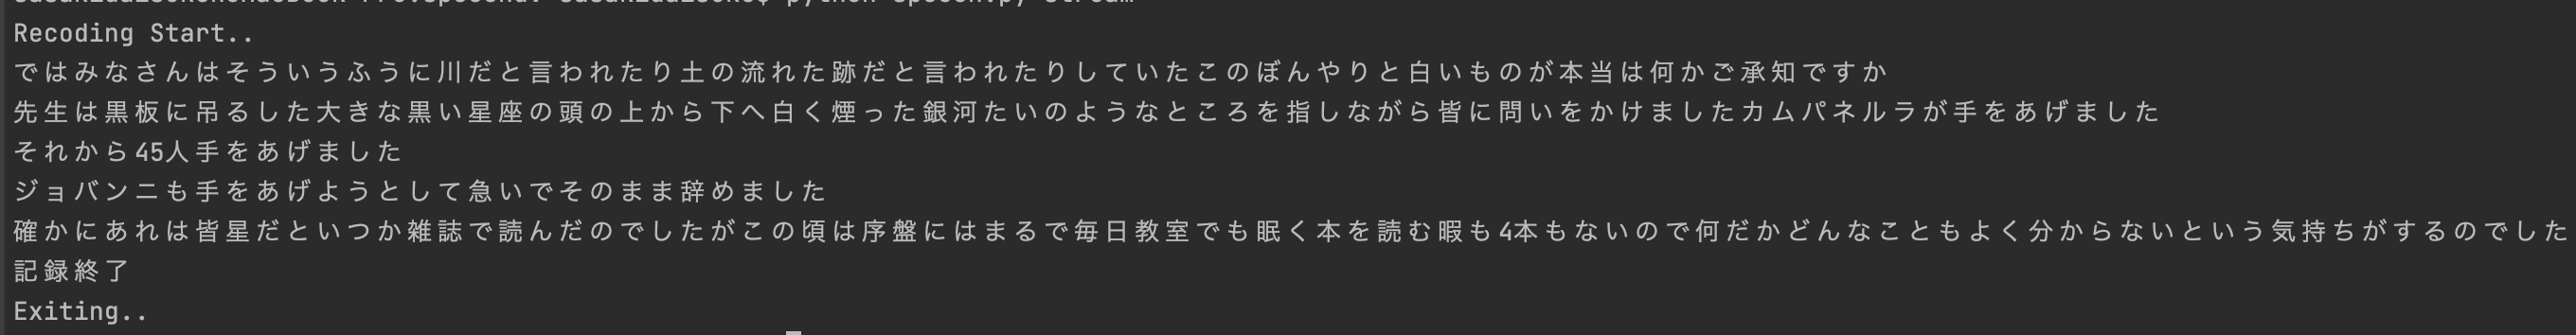 Recoding Start..
ではみなさんはそういうふうに川だと言われたり土の流れた跡だと言われたりしていたこのぼんやりと白いものが本当は何かご承知ですか
先生は黒板に吊るした大きな黒い星座の頭の上から下へ白く煙った銀河たいのようなところを指しながら皆に問いをかけましたカムパネルラが手をあげました
それから45人手をあげました
ジョバンニも手をあげようとして急いでそのまま辞めました
確かにあれは皆星だといつか雑誌で読んだのでしたがこの頃は序盤にはまるで毎日教室でも眠く本を読む暇も4本もないので何だかどんなこともよく分からないという気持ちがするのでした
記録終了
Exiting..